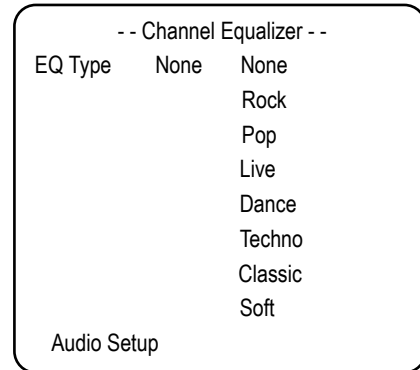 - - Channel Equalizer - -
EQ Type None None
Rock
Pop
Live
Dance
Techno
Classic
Soft
Audio Setup